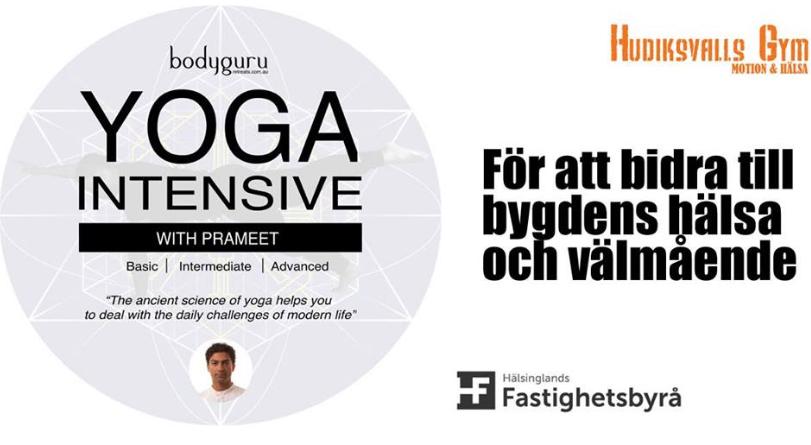 bodyguru
retreats.com.au
YOGA
INTENSIVE
WITH PRAMEET
Basic | Intermediate | Advanced
"The ancient science of yoga helps you
to deal with the daily challenges of modern life"
HUDIKSVALLS GYM
MOTION & HÄLSA
För att bidra till
bygdens hälsa
och välmående
Hälsinglands
Fastighetsbyrå